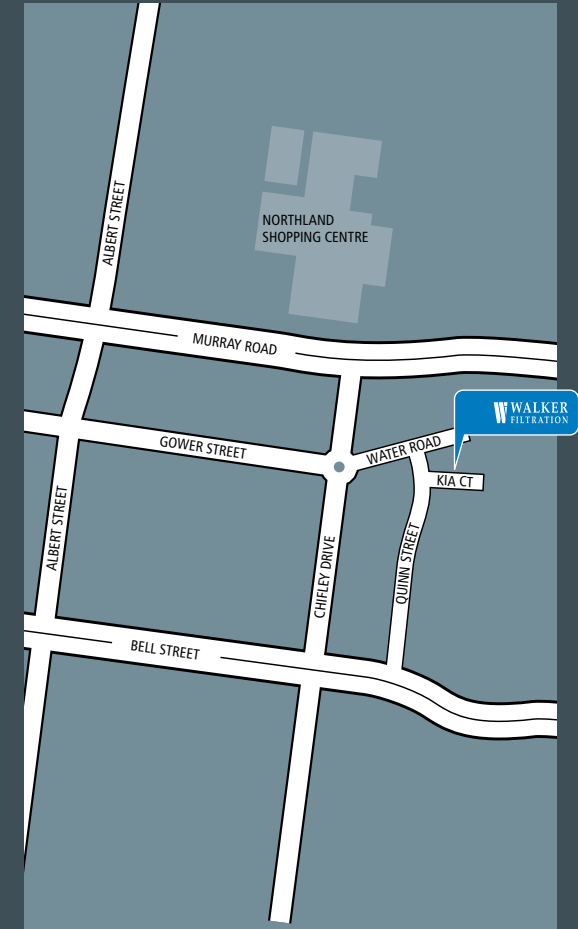 ALBERT STREET
NORTHLAND
SHOPPING CENTRE
MURRAY ROAD
WALKER
FILTRATION
GOWER STREET
WATER ROAD
KIA CT
ALBERT STREET
QUINN STREET
CHIFLEY DRIVE
BELL STREET